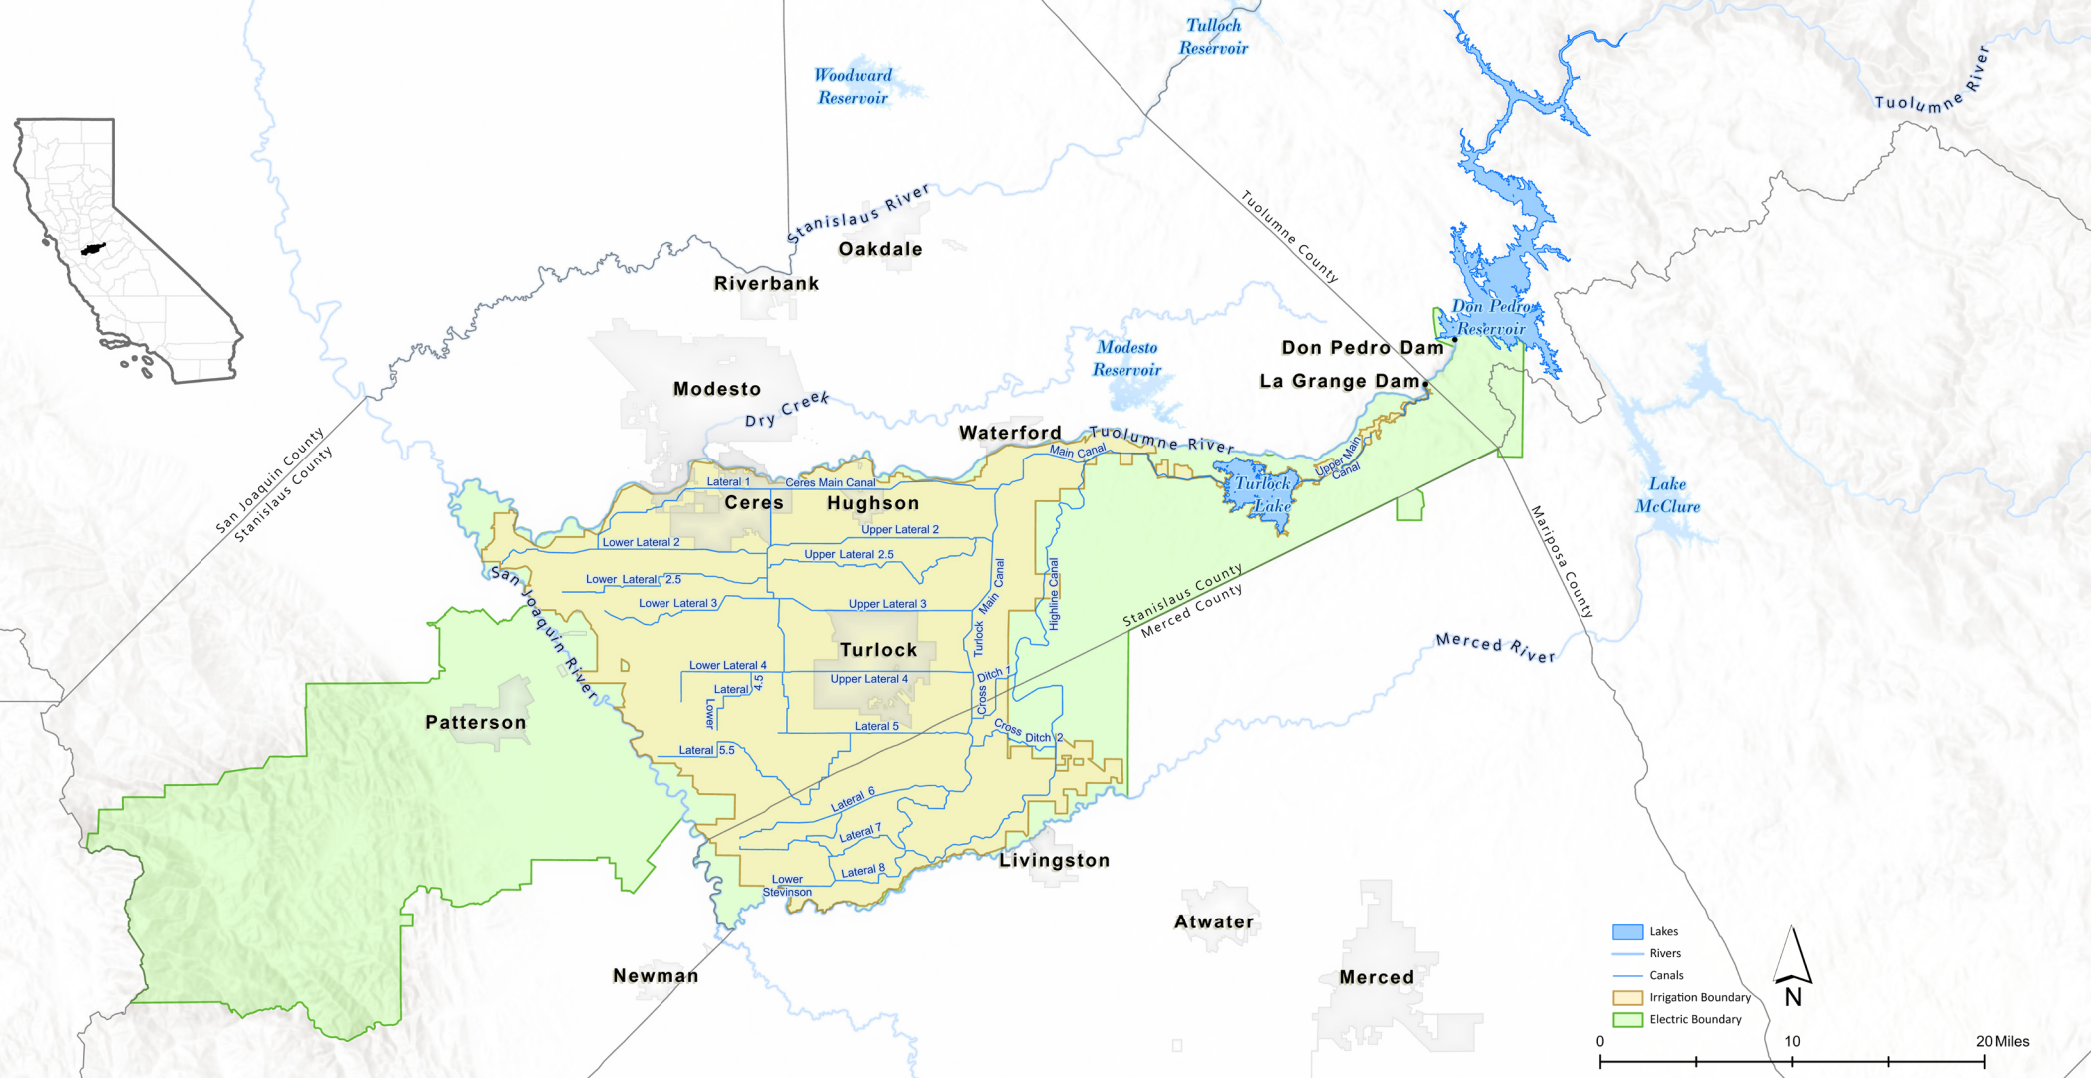 Tulloch
Reservoir
Woodward
Reservoir
Tuolumne River
Stanislaus River
Oakdale
Riverbank
Tuolumne County
Don Pedro
Reservoir
Don Pedro Dam
La Grange Dam
Modesto
Reservoir
Modesto
Dry Creek
Waterford
Tuolumne River
Main Canal
Upper Main
Canal
Turlock
Lake
Lake
McClure
San Joaquin County
Stanislaus County
Lateral 1
Ceres Main Canal
Ceres
Hughson
Upper Lateral 2
Lower Lateral 2
Upper Lateral 2.5
Lower Lateral 2.5
Lower Lateral 3
Upper Lateral 3
Turlock Main Canal
Highline Canal
Mariposa County
Stanislaus County
Merced County
San Joaquin River
Turlock
Merced River
Lower Lateral 4
Upper Lateral 4
Lower Lateral 4.5
Cross Ditch 1
Patterson
Lateral 5
Cross Ditch 2
Lateral 5.5
Lateral 6
Lateral 7
Lateral 8
Lower
Stevinson
Livingston
Atwater
Newman
Merced
Lakes
Rivers
Canals
Irrigation Boundary
Electric Boundary
N
0 10 20 Miles